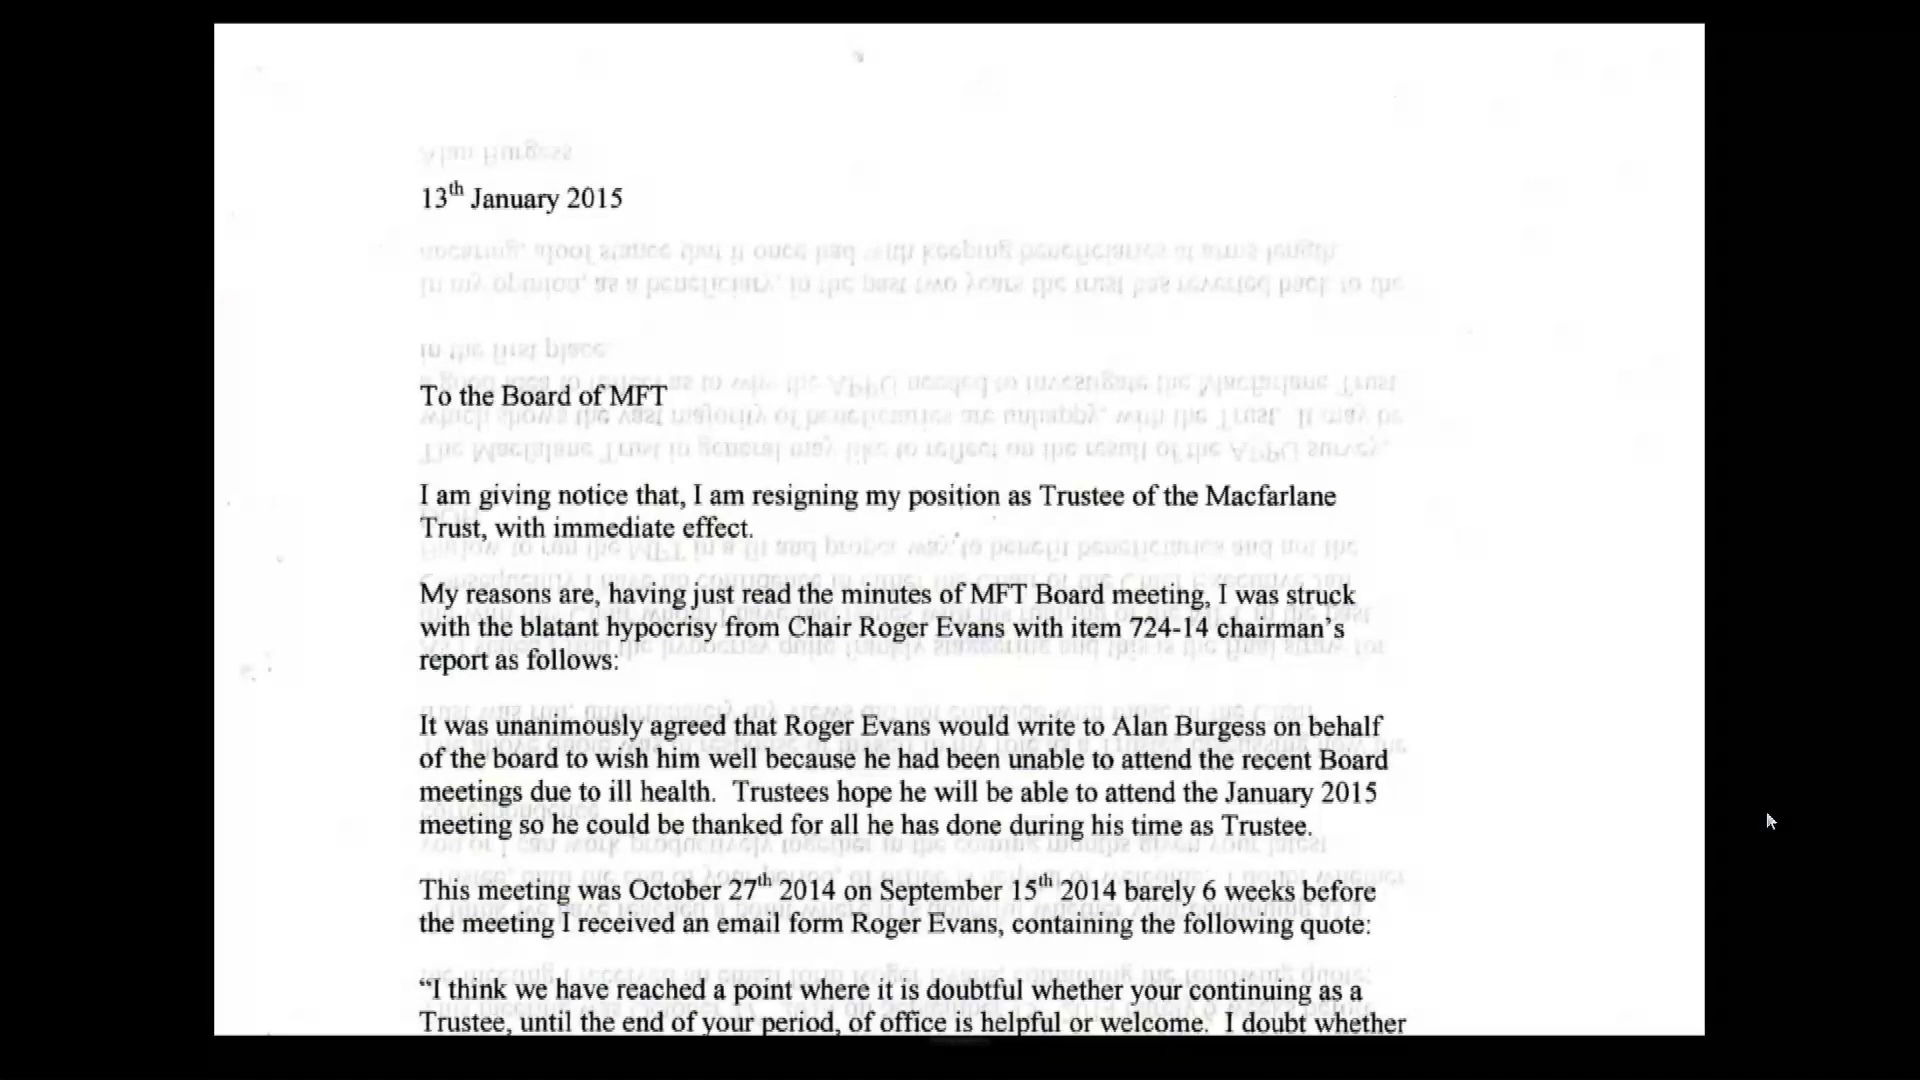 13th January 2015
To the Board of MFT
I am giving notice that, I am resigning my position as Trustee of the Macfarlane
Trust, with immediate effect.
My reasons are, having just read the minutes of MFT Board meeting, I was struck
with the blatant hypocrisy from Chair Roger Evans with item 724-14 chairman's
report as follows:
It was unanimously agreed that Roger Evans would write to Alan Burgess on behalf
of the board to wish him well because he had been unable to attend the recent Board
meetings due to ill health.  Trustees hope he will be able to attend the January 2015
meeting so he could be thanked for all he has done during his time as Trustee.
This meeting was October 27th 2014 on September 15th 2014 barely 6 weeks before
the meeting I received an email form Roger Evans, containing the following quote:
“I think we have reached a point where it is doubtful whether your continuing as a
Trustee, until the end of your period, of office is helpful or welcome.  I doubt whether